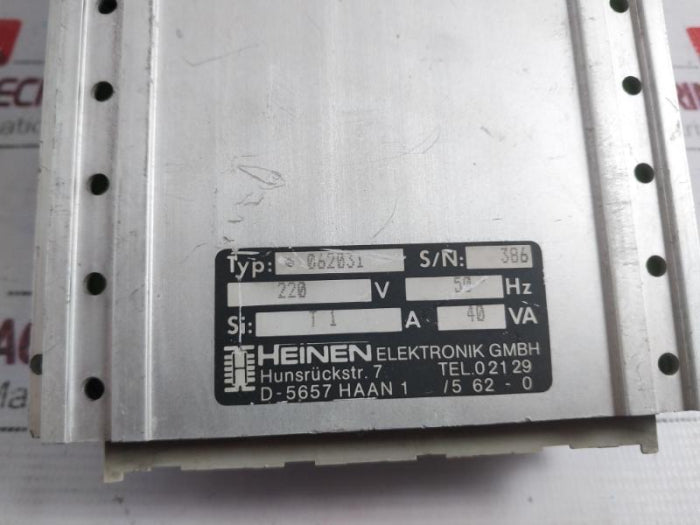 Typ: 062031 S/N: 386
220 V 50 Hz
Si: T 1 A 40 VA
HEINEN ELEKTRONIK GMBH
Hunsrückstr. 7 TEL.02129
D-5657 HAAN 1 /5 62-0